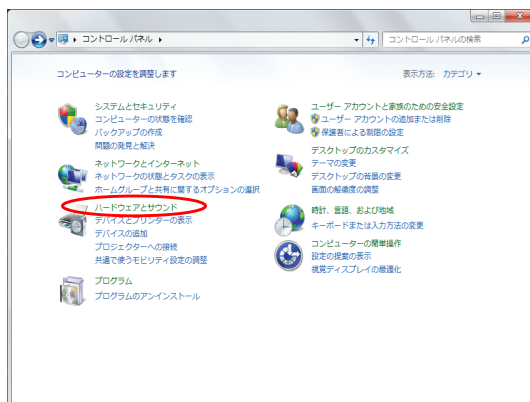 コントロール パネル
コントロール パネルの検索
コンピューターの設定を調整します
表示方法: カテゴリ
システムとセキュリティ
コンピューターの状態を確認
バックアップの作成
問題の発見と解決
ネットワークとインターネット
ネットワークの状態とタスクの表示
ホームグループと共有に関するオプションの選択
ハードウェアとサウンド
デバイスとプリンターの表示
デバイスの追加
プロジェクターへの接続
共通で使うモビリティ設定の調整
プログラム
プログラムのアンインストール
ユーザー アカウントと家族のための安全設定
ユーザー アカウントの追加または削除
保護者による制限の設定
デスクトップのカスタマイズ
テーマの変更
デスクトップの背景の変更
画面の解像度の調整
時計、言語、および地域
キーボードまたは入力方法の変更
コンピューターの簡単操作
設定の提案の表示
視覚ディスプレイの最適化